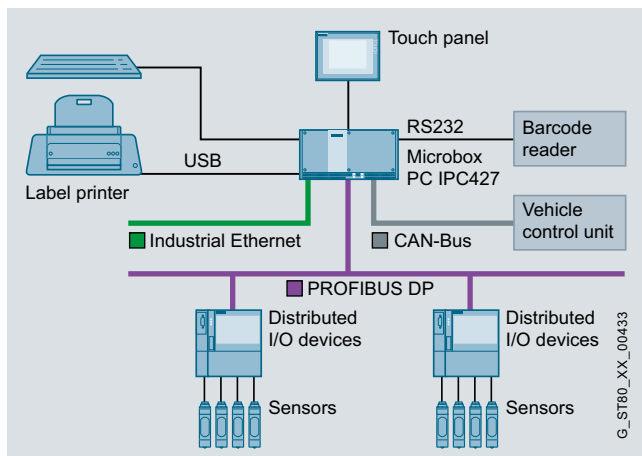 Touch panel
RS232
Barcode
reader
USB
Microbox
PC IPC427
Label printer
Vehicle
control unit
Industrial Ethernet
CAN-Bus
PROFIBUS DP
Distributed
I/O devices
Distributed
I/O devices
Sensors
Sensors
G_ST80_XX_00433